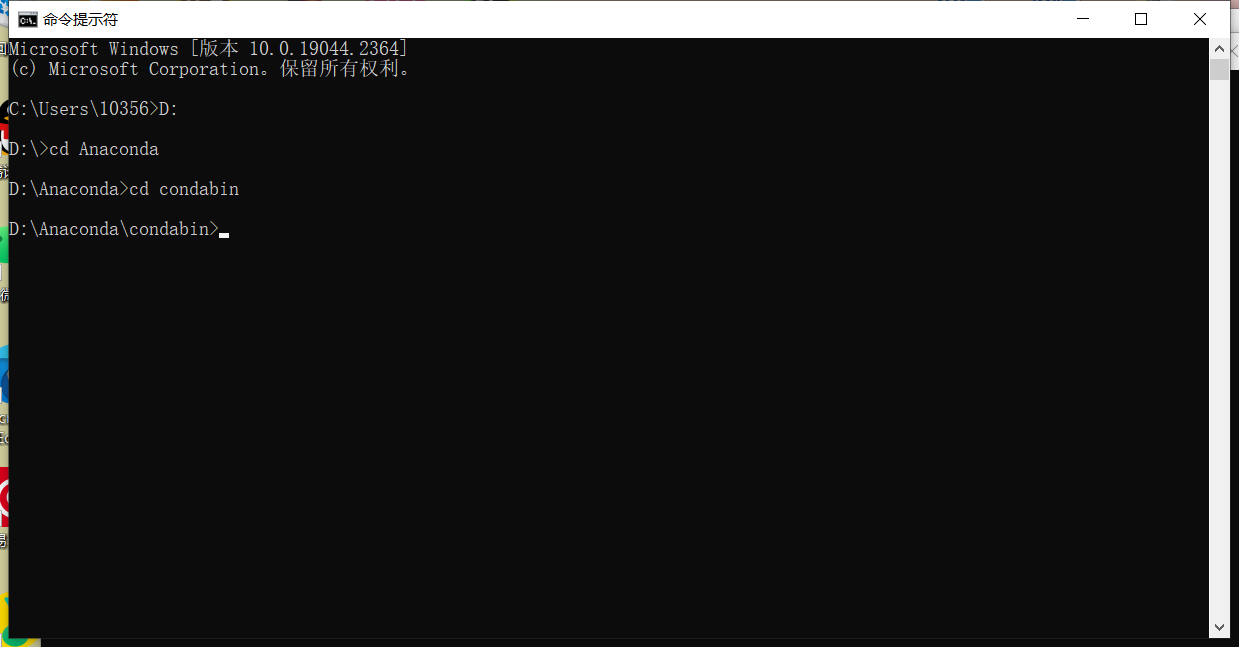 命令提示符
Microsoft Windows [版本 10.0.19044.2364]
(c) Microsoft Corporation。保留所有权利。
C:\Users\10356>D:
D:\>cd Anaconda
D:\Anaconda>cd condabin
D:\Anaconda\condabin>